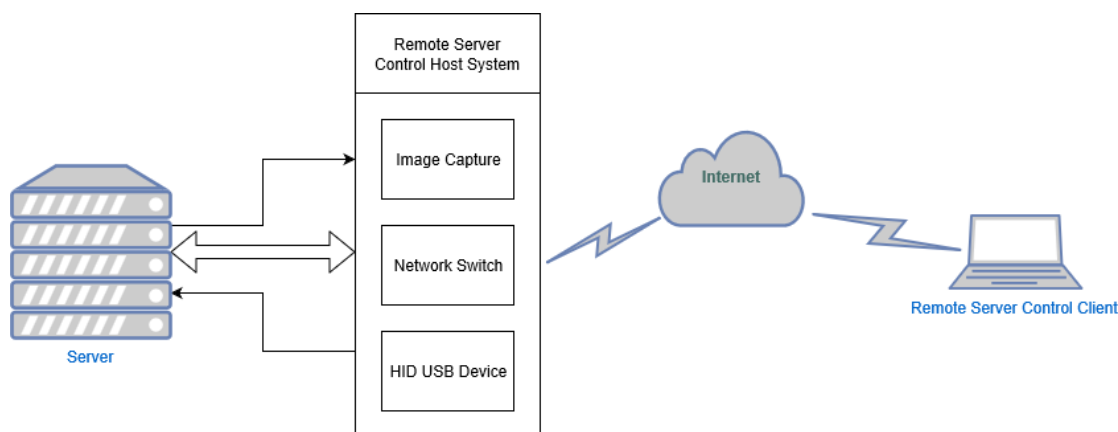 Remote Server
Control Host System
Image Capture
Internet
Network Switch
Remote Server Control Client
Server
HID USB Device